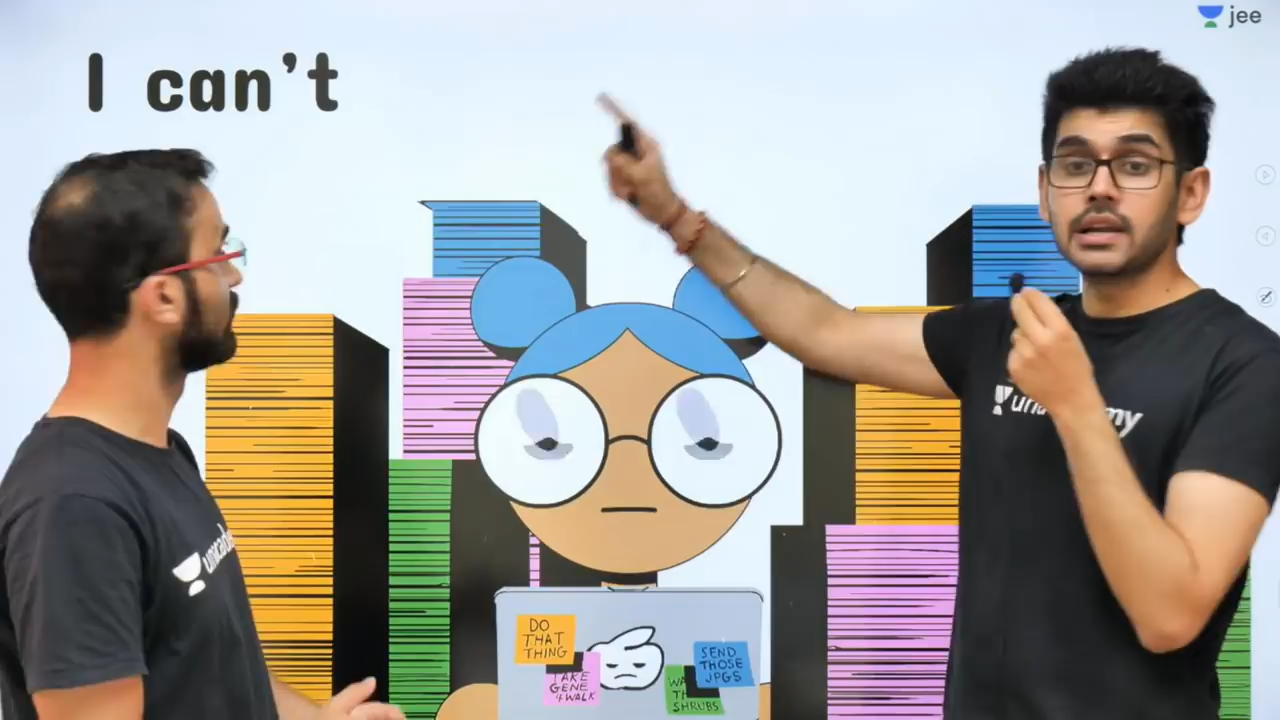 jee
I can't
DO
THAT
THING
TAKE
GENE
4 WALK
SEND
THOSE
JPGS
SHRUBS